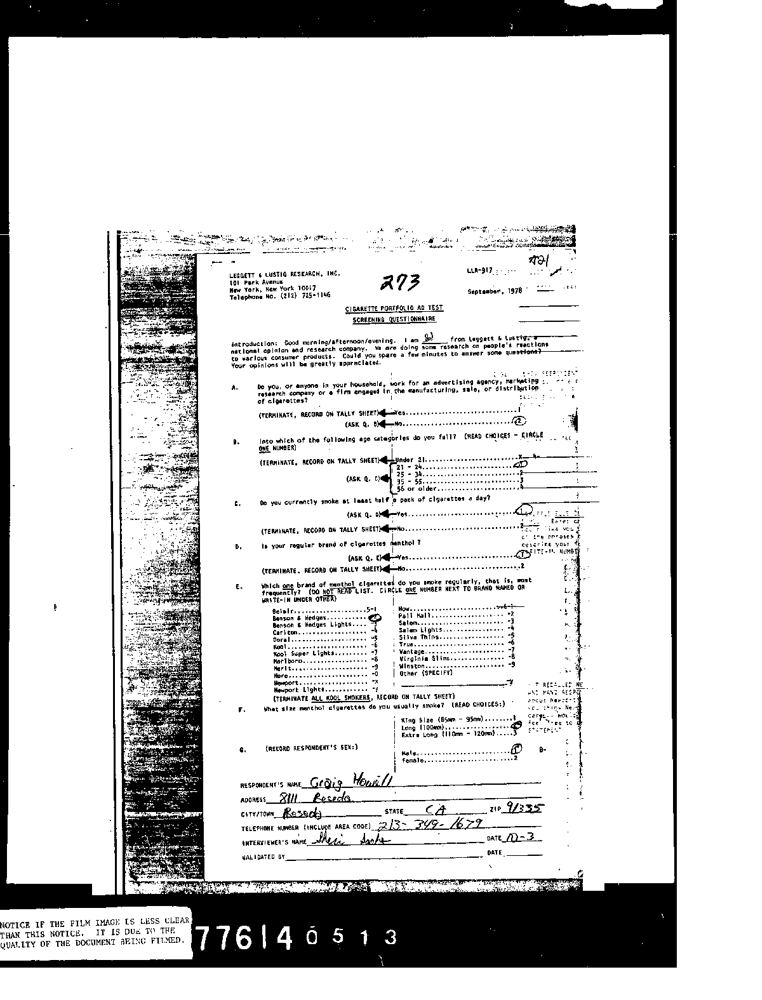 LEGGETT & LUSTIG RESEARCH, INC.
101 Park Avenue
New York, New York 10017
Telephone No. (212) 725-1146
273
LLR-917
September, 1978
CIGARETTE PORTFOLIO AD TEST
SCREENING QUESTIONNAIRE
Introduction: Good morning/afternoon/evening. I am from Leggett & Lustig, a
national opinion and research company. We are doing some research on people's reactions
to various consumer products. Could you spare a few minutes to answer some questions?
Your opinions will be greatly appreciated.
A. Do you, or anyone in your household, work for an advertising agency, marketing
research company or a firm engaged in the manufacturing, sale, or distribution
of cigarettes?
(TERMINATE, RECORD ON TALLY SHEET) Yes...1
(ASK Q. B) No...2
B. Into which of the following age categories do you fall? (READ CHOICES - CIRCLE
ONE NUMBER)
(TERMINATE, RECORD ON TALLY SHEET) Under 21...
21 - 24...
(ASK Q. C) 25 - 34...
35 - 55...
56 or older...
C. Do you currently smoke at least half a pack of cigarettes a day?
(ASK Q. D) Yes...1
(TERMINATE, RECORD ON TALLY SHEET) No...2
D. Is your regular brand of cigarettes menthol?
(ASK Q. E) Yes...1
(TERMINATE, RECORD ON TALLY SHEET) No...2
E. Which one brand of menthol cigarettes do you smoke regularly, that is, most
frequently? (DO NOT READ LIST. CIRCLE ONE NUMBER NEXT TO BRAND NAMED OR
WRITE-IN UNDER OTHER)
Belair...5-1
Benson & Hedges...
Benson & Hedges Lights...
Carlton...-4
Doral...-5
Kool...-6
Kool Super Lights...-7
Marlboro...-8
Merit...-9
More...-0
Newport...-x
Newport Lights...-y
Now...6-1
Pall Mall...-2
Salem...-3
Salem Lights...-4
Silva Thins...-5
True...-6
Vantage...-7
Virginia Slims...-8
Winston...-9
Other (SPECIFY)
(TERMINATE ALL KOOL SMOKERS, RECORD ON TALLY SHEET)
F. What size menthol cigarettes do you usually smoke? (READ CHOICES:)
King Size (85mm - 95mm)...1
Long (100mm)...
Extra Long (110mm - 120mm)...3
G. (RECORD RESPONDENT'S SEX:)
Male...1
Female...2
8-
RESPONDENT'S NAME Craig Howell
ADDRESS 8111 Reseda
CITY/TOWN Reseda STATE CA ZIP 91335
TELEPHONE NUMBER (INCLUDE AREA CODE) 213-349-1679
INTERVIEWER'S NAME Sheri DATE 10-3
VALIDATED BY DATE
NOTICE IF THE FILM IMAGE IS LESS CLEAR
THAN THIS NOTICE. IT IS DUE TO THE
QUALITY OF THE DOCUMENT BEING FILMED.
776140513